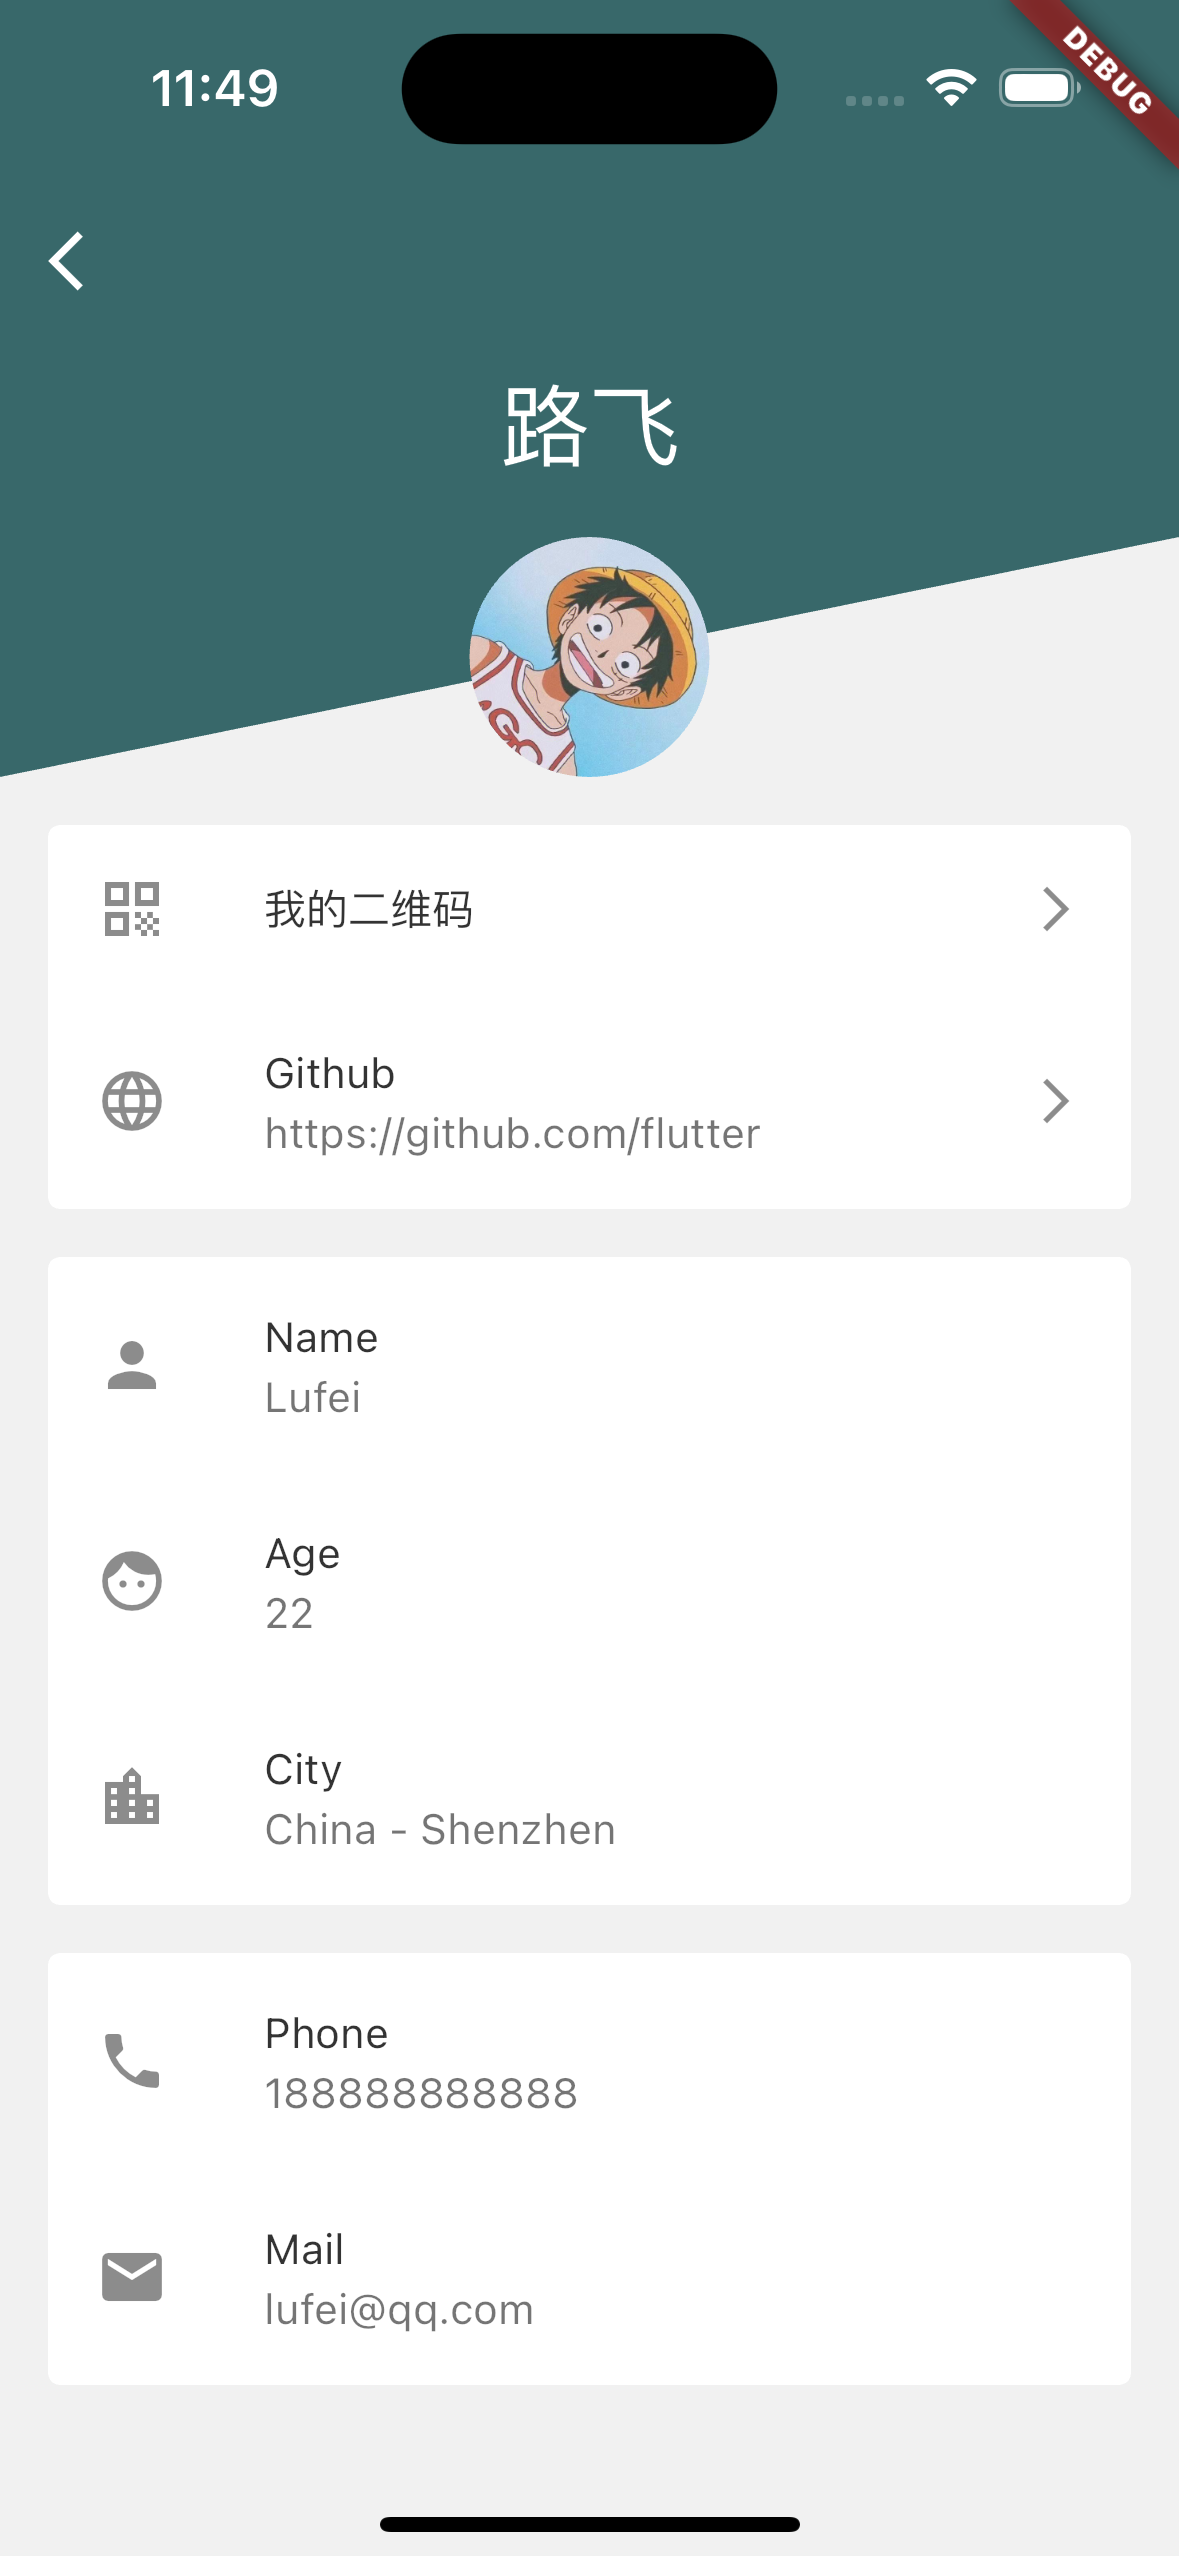 11:49
DEBUG
路飞
我的二维码
Github
https://github.com/flutter
Name
Lufei
Age
22
City
China - Shenzhen
Phone
188888888888
Mail
lufei@qq.com